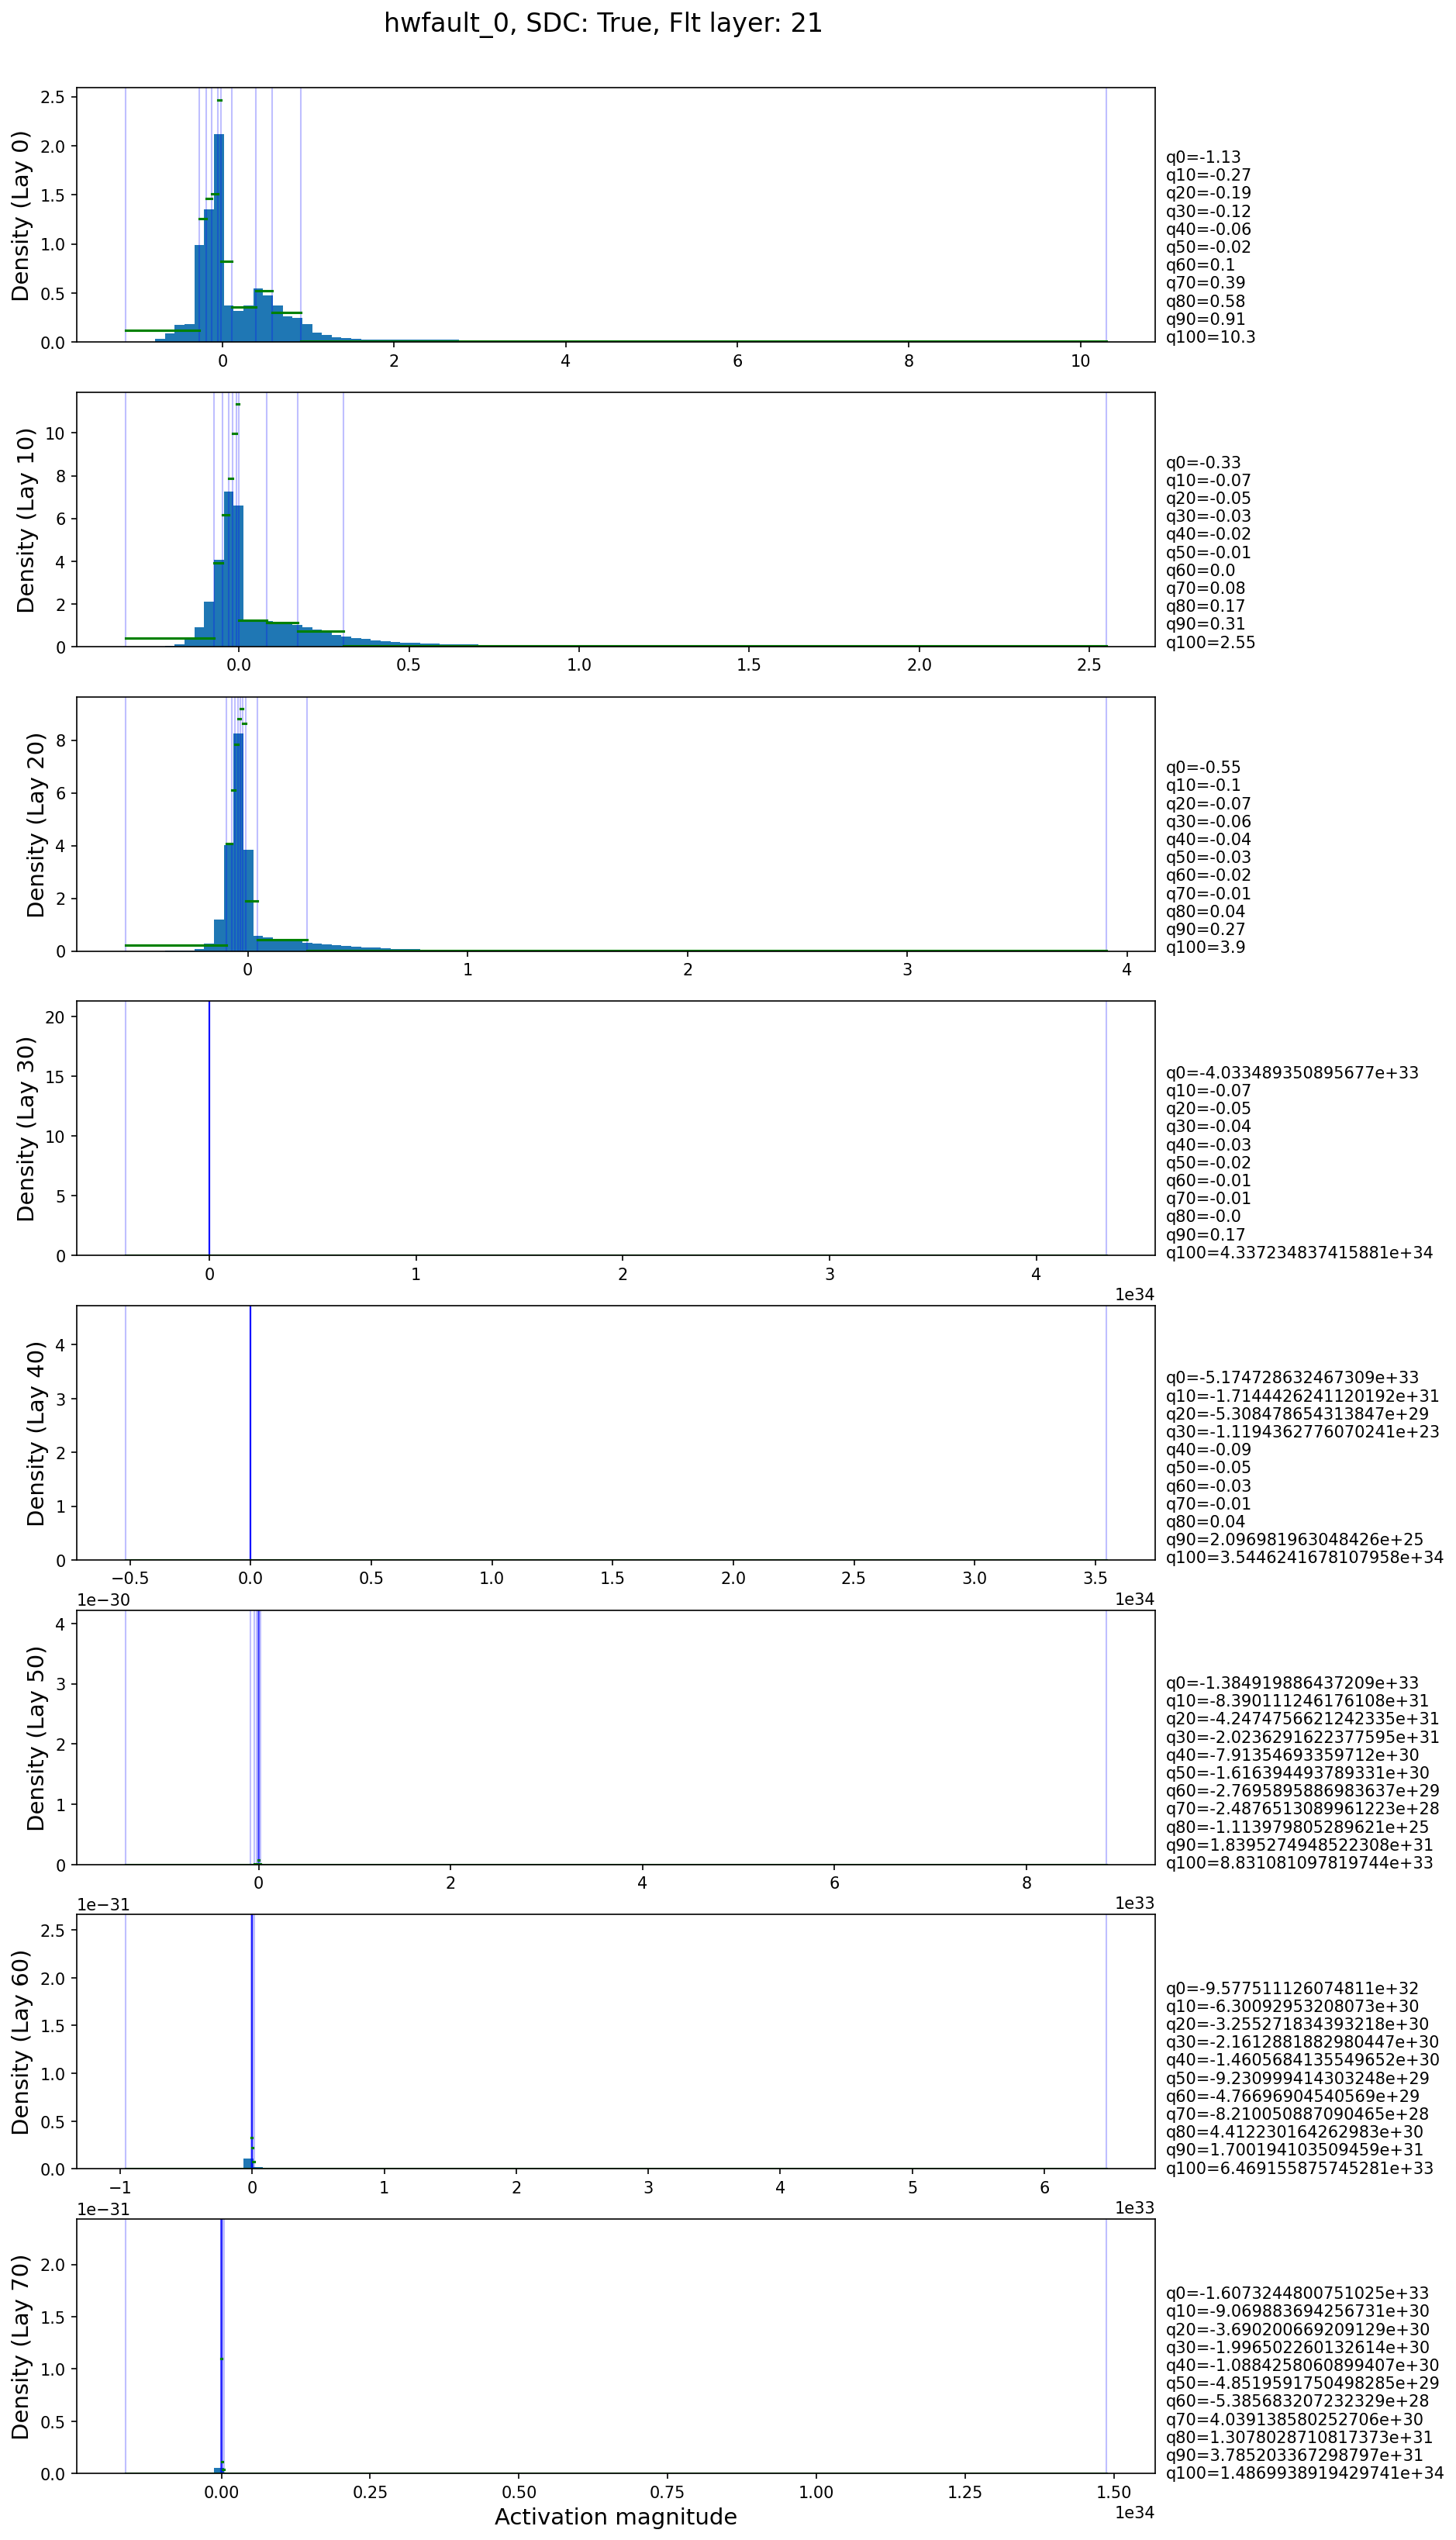 hwfault_0, SDC: True, Flt layer: 21
Density (Lay 0)
2.5
2.0
1.5
1.0
0.5
0.0
0 2 4 6 8 10
q0=-1.13
q10=-0.27
q20=-0.19
q30=-0.12
q40=-0.06
q50=-0.02
q60=0.1
q70=0.39
q80=0.58
q90=0.91
q100=10.3
Density (Lay 10)
10
8
6
4
2
0
0.0 0.5 1.0 1.5 2.0 2.5
q0=-0.33
q10=-0.07
q20=-0.05
q30=-0.03
q40=-0.02
q50=-0.01
q60=0.0
q70=0.08
q80=0.17
q90=0.31
q100=2.55
Density (Lay 20)
8
6
4
2
0
0 1 2 3 4
q0=-0.55
q10=-0.1
q20=-0.07
q30=-0.06
q40=-0.04
q50=-0.03
q60=-0.02
q70=-0.01
q80=0.04
q90=0.27
q100=3.9
Density (Lay 30)
20
15
10
5
0
0 1 2 3 4
1e34
q0=-4.033489350895677e+33
q10=-0.07
q20=-0.05
q30=-0.04
q40=-0.03
q50=-0.02
q60=-0.01
q70=-0.01
q80=-0.0
q90=0.17
q100=4.337234837415881e+34
Density (Lay 40)
4
3
2
1
0
−0.5 0.0 0.5 1.0 1.5 2.0 2.5 3.0 3.5
1e34
q0=-5.174728632467309e+33
q10=-1.7144426241120192e+31
q20=-5.308478654313847e+29
q30=-1.1194362776070241e+23
q40=-0.09
q50=-0.05
q60=-0.03
q70=-0.01
q80=0.04
q90=2.096981963048426e+25
q100=3.5446241678107958e+34
1e−30
Density (Lay 50)
4
3
2
1
0
0 2 4 6 8
1e33
q0=-1.384919886437209e+33
q10=-8.390111246176108e+31
q20=-4.2474756621242335e+31
q30=-2.0236291622377595e+31
q40=-7.91354693359712e+30
q50=-1.616394493789331e+30
q60=-2.7695895886983637e+29
q70=-2.4876513089961223e+28
q80=-1.113979805289621e+25
q90=1.8395274948522308e+31
q100=8.831081097819744e+33
1e−31
Density (Lay 60)
2.5
2.0
1.5
1.0
0.5
0.0
−1 0 1 2 3 4 5 6
1e33
q0=-9.577511126074811e+32
q10=-6.30092953208073e+30
q20=-3.255271834393218e+30
q30=-2.1612881882980447e+30
q40=-1.4605684135549652e+30
q50=-9.230999414303248e+29
q60=-4.76696904540569e+29
q70=-8.210050887090465e+28
q80=4.412230164262983e+30
q90=1.700194103509459e+31
q100=6.469155875745281e+33
1e−31
Density (Lay 70)
2.0
1.5
1.0
0.5
0.0
0.00 0.25 0.50 0.75 1.00 1.25 1.50
1e34
q0=-1.6073244800751025e+33
q10=-9.069883694256731e+30
q20=-3.690200669209129e+30
q30=-1.996502260132614e+30
q40=-1.0884258060899407e+30
q50=-4.8519591750498285e+29
q60=-5.385683207232329e+28
q70=4.039138580252706e+30
q80=1.3078028710817373e+31
q90=3.785203367298797e+31
q100=1.4869938919429741e+34
Activation magnitude